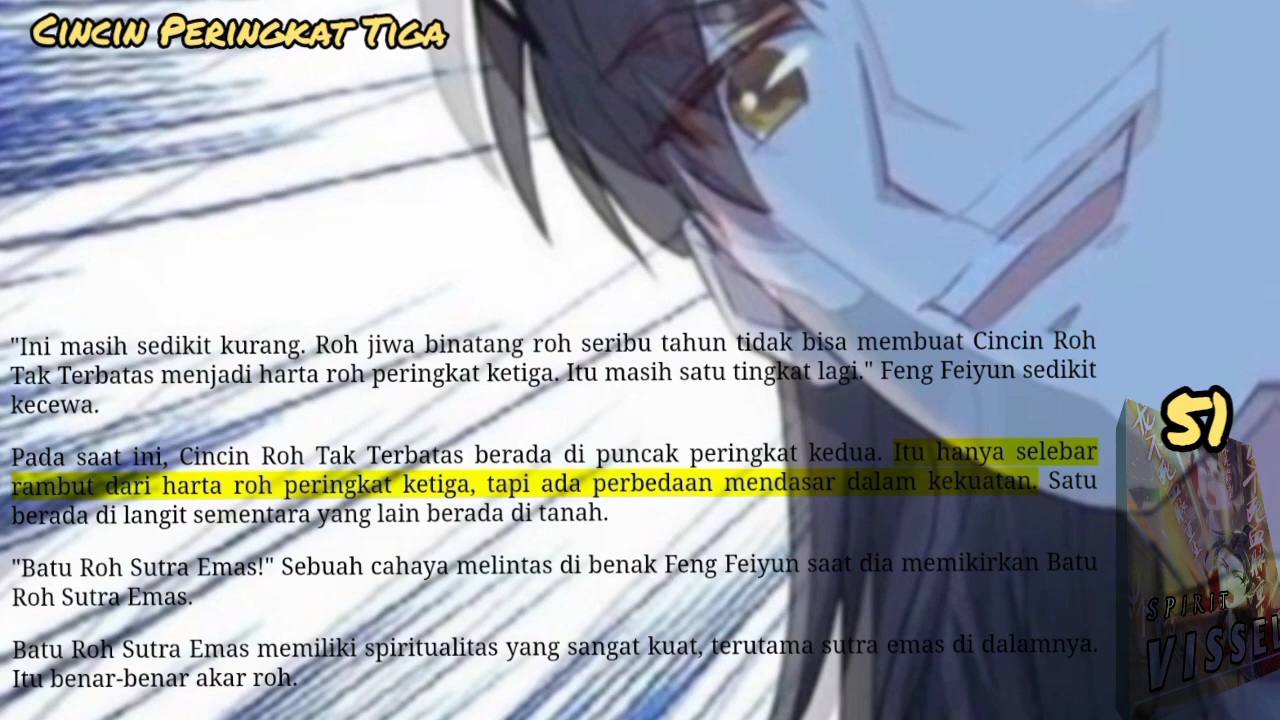 Cincin Peringkat Tiga
"Ini masih sedikit kurang. Roh jiwa binatang roh seribu tahun tidak bisa membuat Cincin Roh
Tak Terbatas menjadi harta roh peringkat ketiga. Itu masih satu tingkat lagi." Feng Feiyun sedikit
kecewa.
Pada saat ini, Cincin Roh Tak Terbatas berada di puncak peringkat kedua. Itu hanya selebar
rambut dari harta roh peringkat ketiga, tapi ada perbedaan mendasar dalam kekuatan. Satu
berada di langit sementara yang lain berada di tanah.
"Batu Roh Sutra Emas!" Sebuah cahaya melintas di benak Feng Feiyun saat dia memikirkan Batu
Roh Sutra Emas.
Batu Roh Sutra Emas memiliki spiritualitas yang sangat kuat, terutama sutra emas di dalamnya.
Itu benar-benar akar roh.
51
SPIRIT
VISSEL